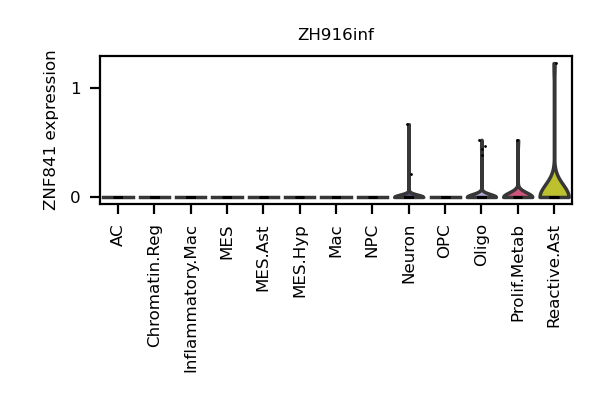 ZH916inf
ZNF841 expression
1
0
AC
Chromatin.Reg
Inflammatory.Mac
MES
MES.Ast
MES.Hyp
Mac
NPC
Neuron
OPC
Oligo
Prolif.Metab
Reactive.Ast